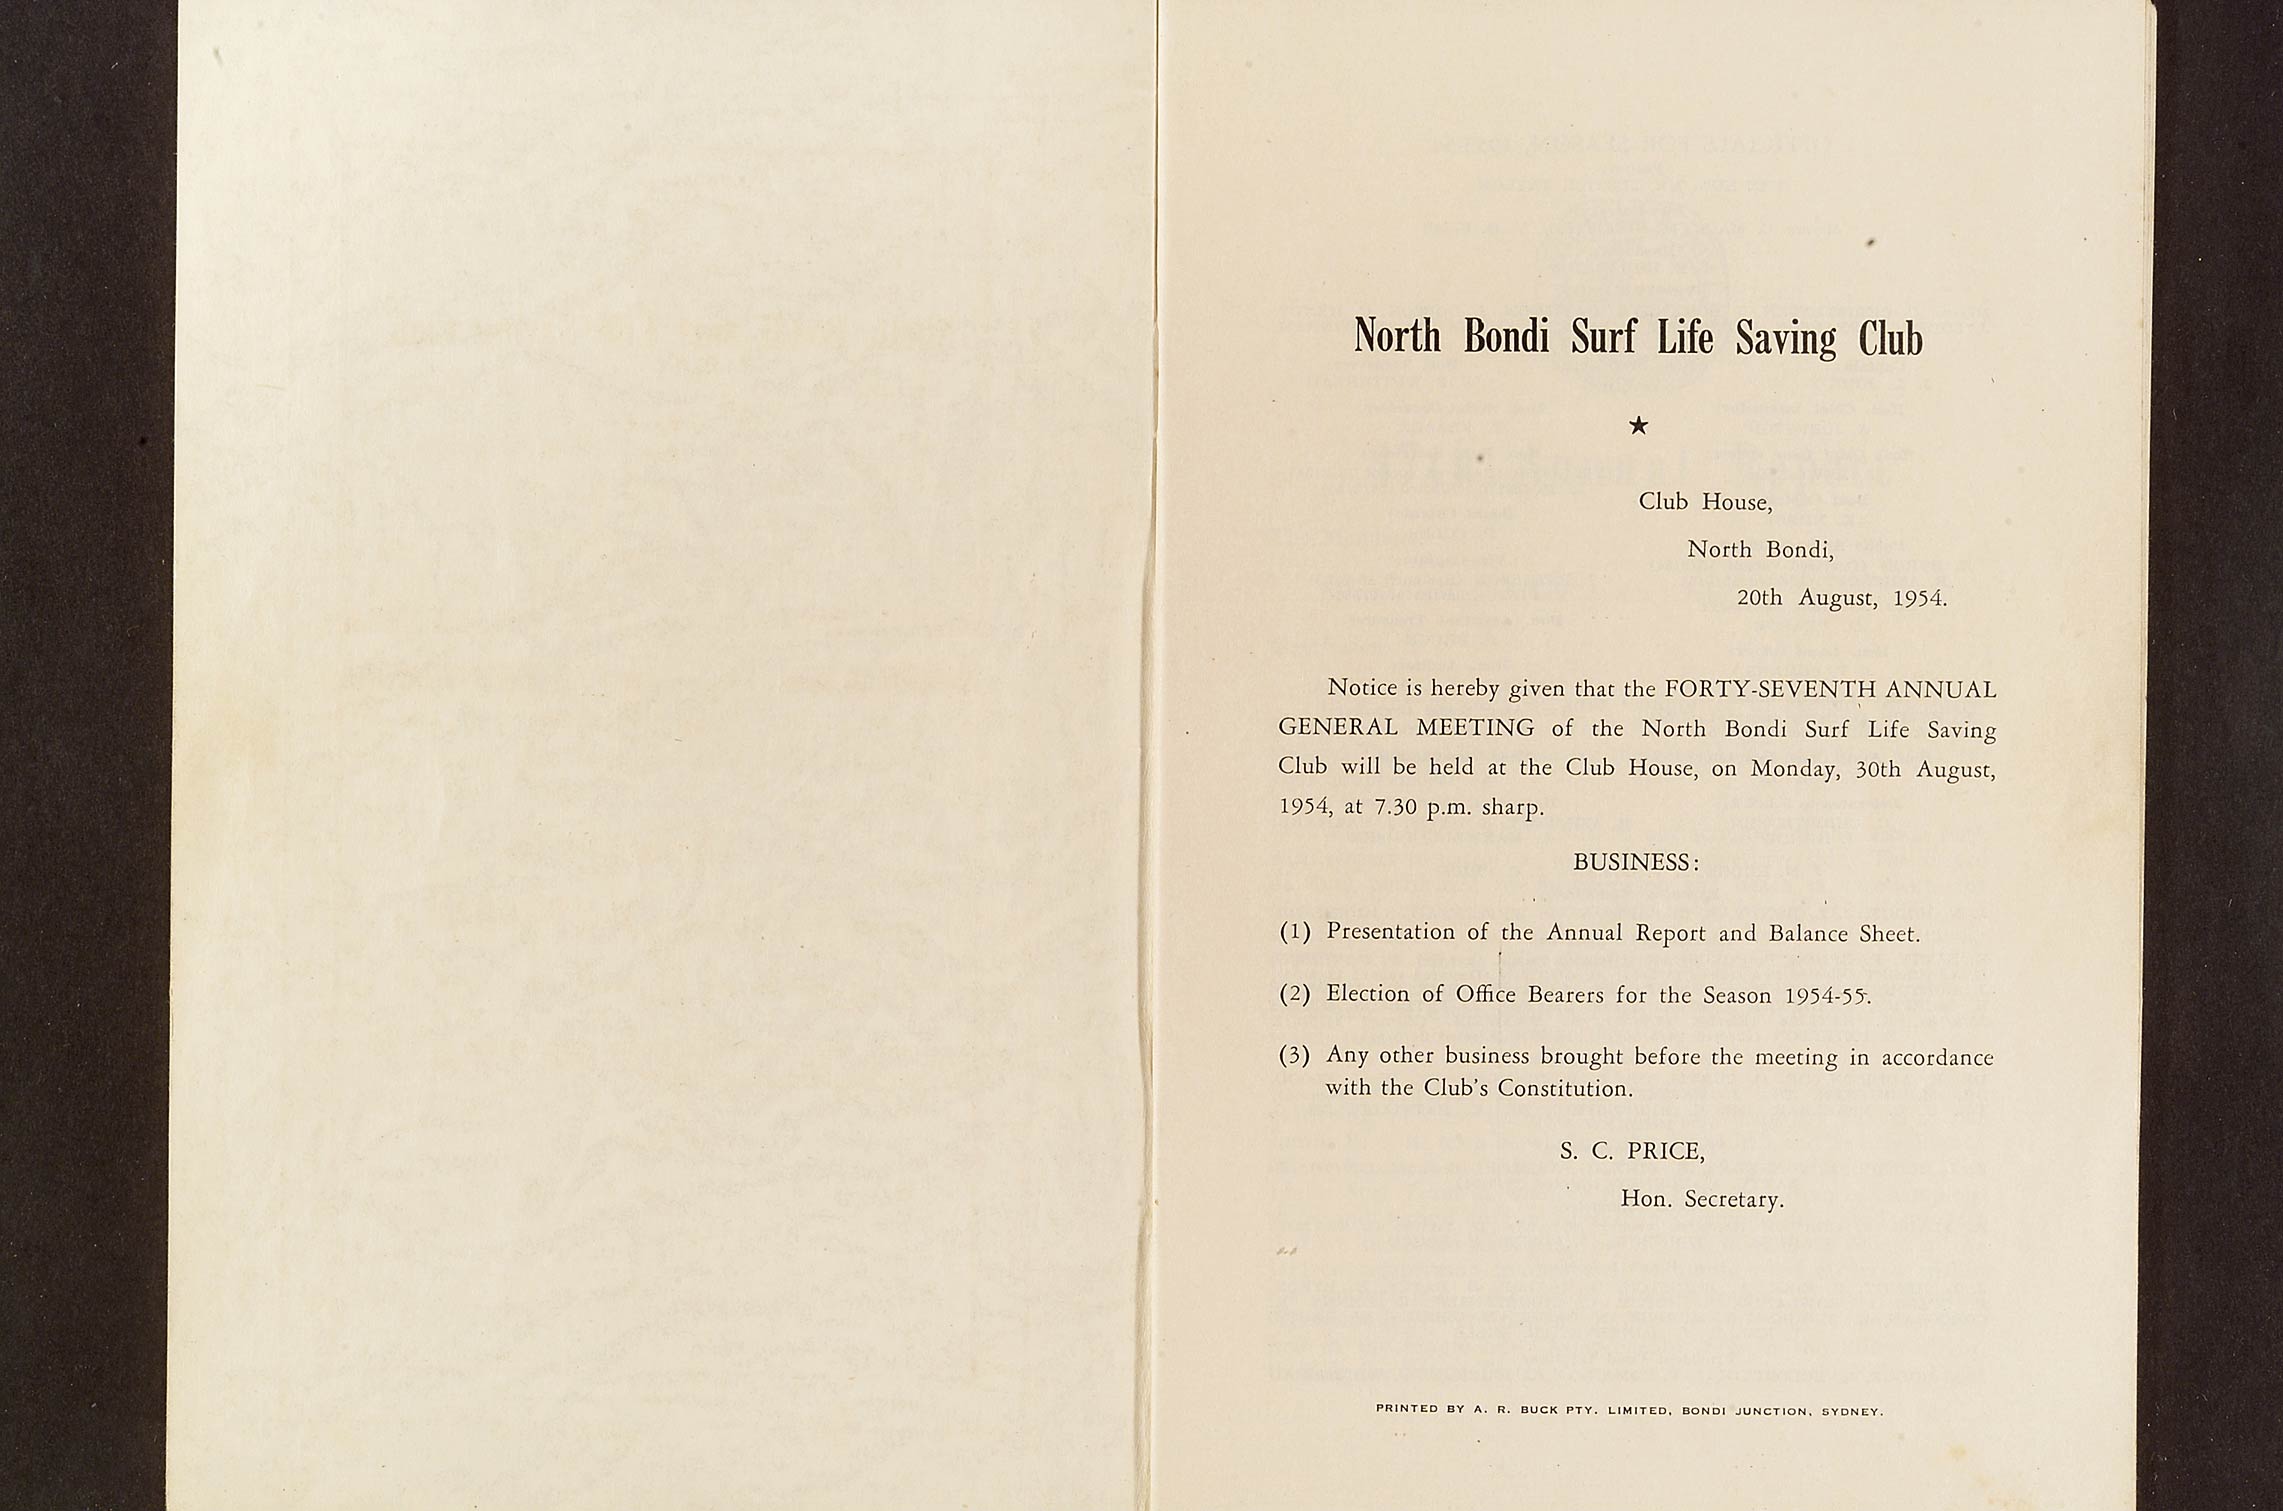 North Bondi Surf Life Saving Club
★
Club House,
North Bondi,
20th August, 1954.
Notice is hereby given that the FORTY-SEVENTH ANNUAL
GENERAL MEETING of the North Bondi Surf Life Saving
Club will be held at the Club House, on Monday, 30th August,
1954, at 7.30 p.m. sharp.
BUSINESS:
(1) Presentation of the Annual Report and Balance Sheet.
(2) Election of Office Bearers for the Season 1954-55.
(3) Any other business brought before the meeting in accordance
with the Club's Constitution.
S. C. PRICE,
Hon. Secretary.
PRINTED BY A. R. BUCK PTY. LIMITED, BONDI JUNCTION, SYDNEY.